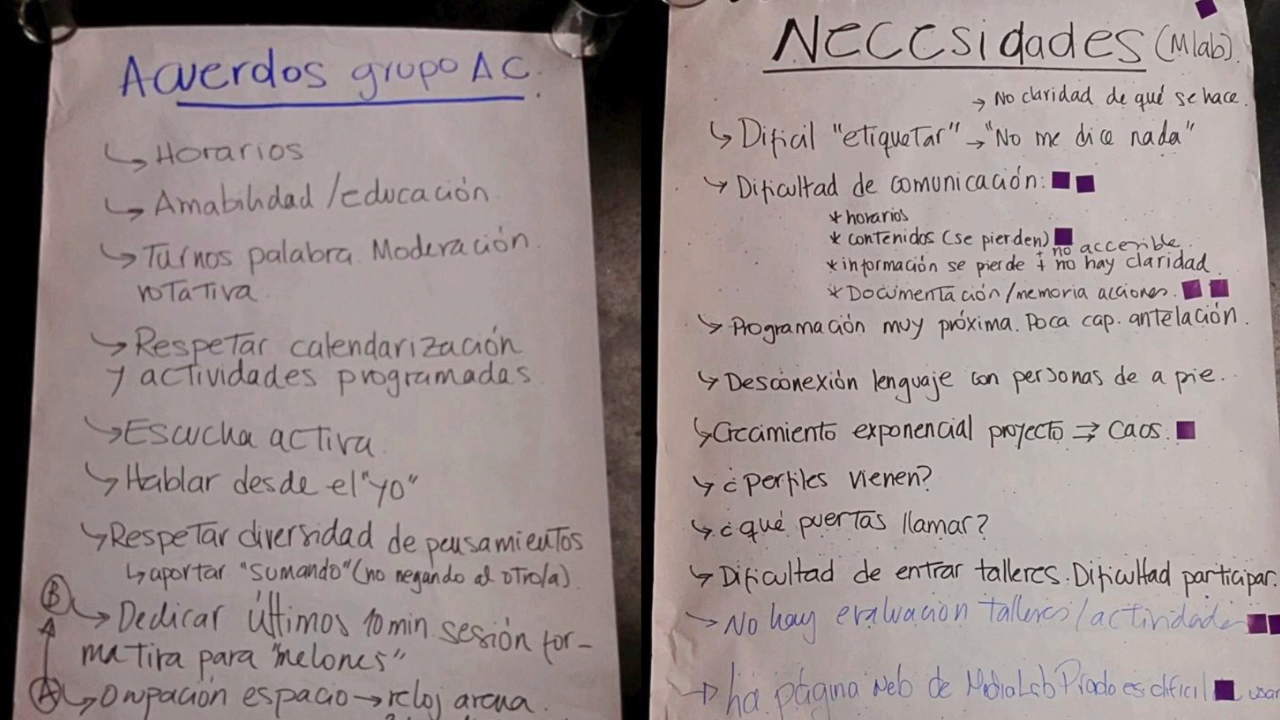 Acuerdos grupo AC.
↳ Horarios
↳ Amabilidad / educación
↳ Turnos palabra. Moderación
rotativa.
↳ Respetar calendarización
y actividades programadas
↳ Escucha activa.
↳ Hablar desde el "yo"
↳ Respetar diversidad de pensamientos
↳ aportar "sumando" (no negando al otro/a).
B ↳ Dedicar últimos 10 min. sesión for-
mativa para "melones"
A ↳ Ocupación espacio → reloj arena.
NECESidades (Mlab).
→ No claridad de qué se hace.
↳ Dificil "etiquetar" → "No me dice nada"
↳ Dificultad de comunicación:
* horarios
* contenidos (se pierden)
+ no accesible.
* información se pierde + no hay claridad.
* Documentación/memoria acciones.
↳ Programación muy próxima. Poca cap. antelación.
↳ Desconexión lenguaje con personas de a pie.
↳ Crecimiento exponencial proyecto ⇒ Caos.
↳ ¿Perfiles vienen?
↳ ¿qué puertas llamar?
↳ Dificultad de entrar talleres. Dificultad participar.
→ No hay evaluación talleres/actividades
→ ha página web de MediaLab Prado es dificil usar